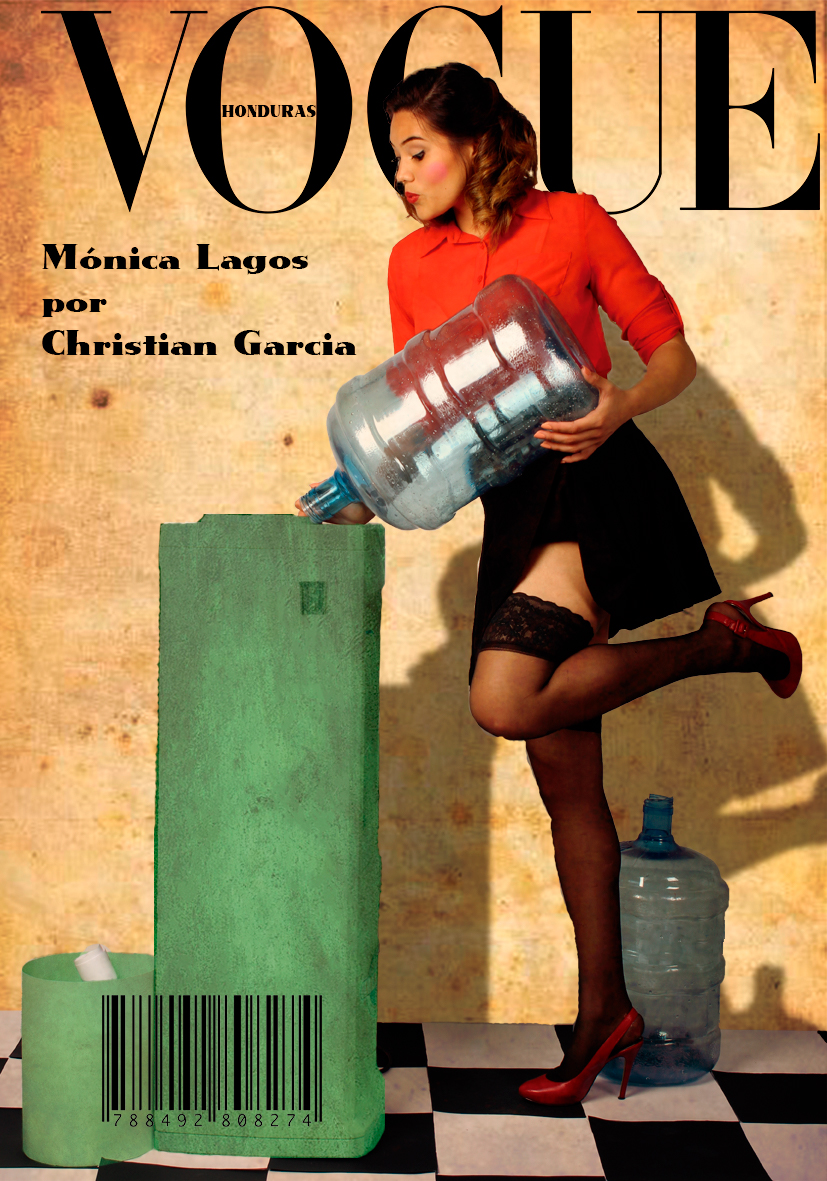 VOGUE
HONDURAS
Mónica Lagos
por
Christian Garcia
788492 808274